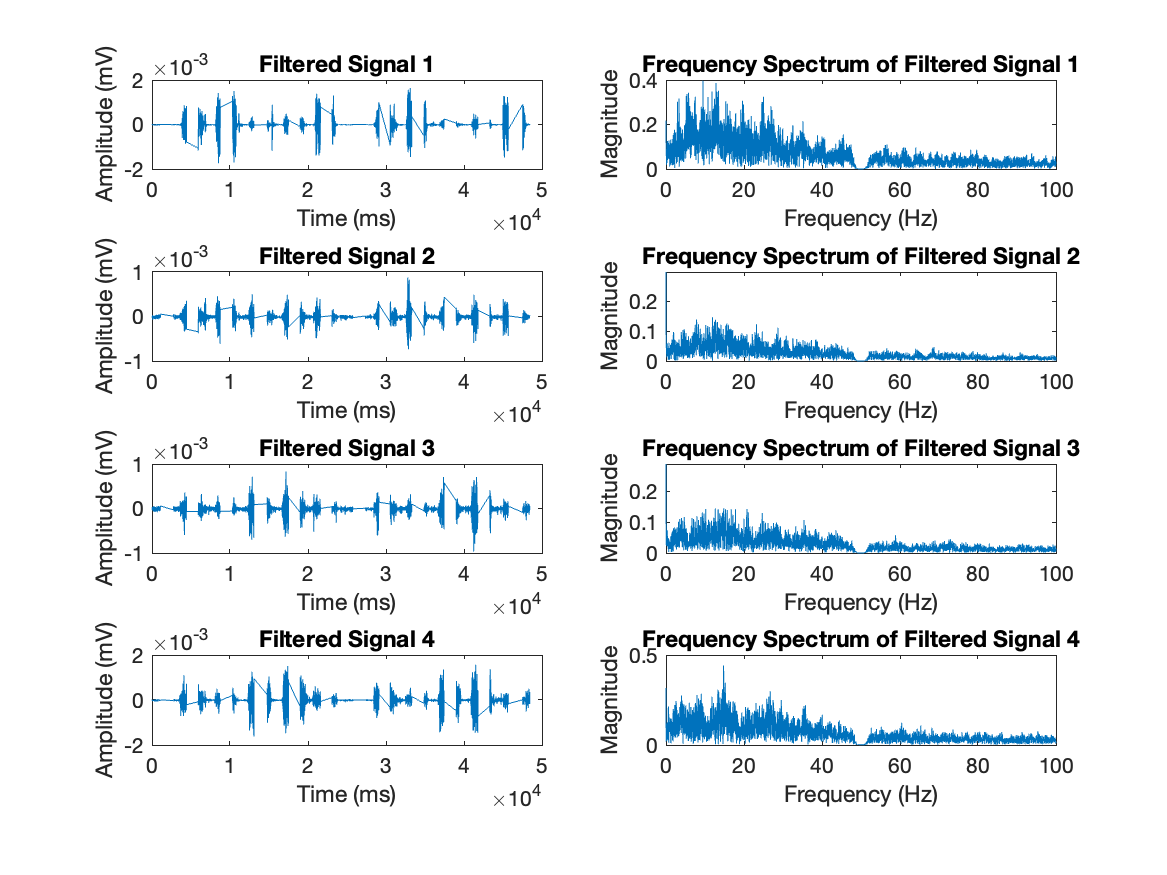 Filtered Signal 1
×10-3
Amplitude (mV)
2
0
-2
0 1 2 3 4 5
Time (ms)
×104
Frequency Spectrum of Filtered Signal 1
Magnitude
0.4
0.2
0
0 20 40 60 80 100
Frequency (Hz)
Filtered Signal 2
×10-3
Amplitude (mV)
1
0
-1
0 1 2 3 4 5
Time (ms)
×104
Frequency Spectrum of Filtered Signal 2
Magnitude
0.2
0.1
0
0 20 40 60 80 100
Frequency (Hz)
Filtered Signal 3
×10-3
Amplitude (mV)
1
0
-1
0 1 2 3 4 5
Time (ms)
×104
Frequency Spectrum of Filtered Signal 3
Magnitude
0.2
0.1
0
0 20 40 60 80 100
Frequency (Hz)
Filtered Signal 4
×10-3
Amplitude (mV)
2
0
-2
0 1 2 3 4 5
Time (ms)
×104
Frequency Spectrum of Filtered Signal 4
Magnitude
0.5
0
0 20 40 60 80 100
Frequency (Hz)